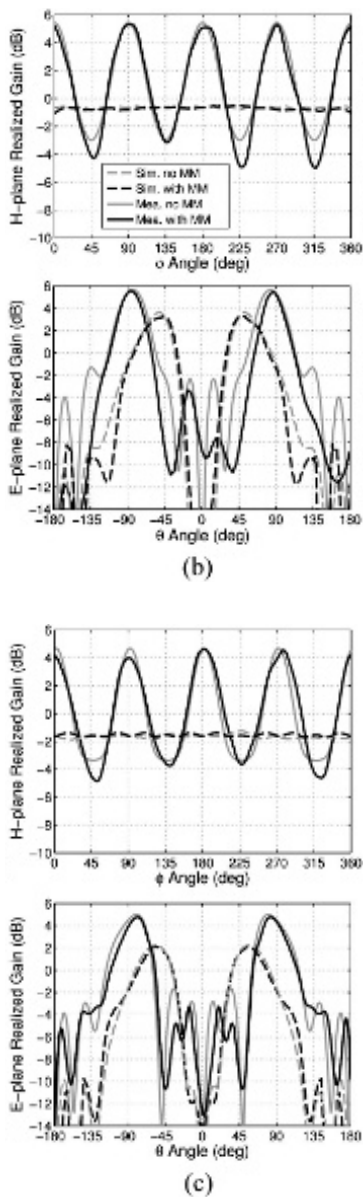 H-plane Realized Gain (dB)
6
4
2
0
-2
-4
-6
-8
-10
Sim. no MM
Sim. with MM
Mea. no MM
Mea. with MM
0 45 90 135 180 225 270 315 360
σ Angle (deg)
E-plane Realized Gain (dB)
6
4
2
0
-2
-4
-6
-8
-10
-12
-14
-180 -135 -90 -45 0 45 90 135 180
θ Angle (deg)
(b)
H-plane Realized Gain (dB)
6
4
2
0
-2
-4
-6
-8
-10
0 45 90 135 180 225 270 315 360
ϕ Angle (deg)
E-plane Realized Gain (dB)
6
4
2
0
-2
-4
-6
-8
-10
-12
-14
-180 -135 -90 -45 0 45 90 135 180
θ Angle (deg)
(c)